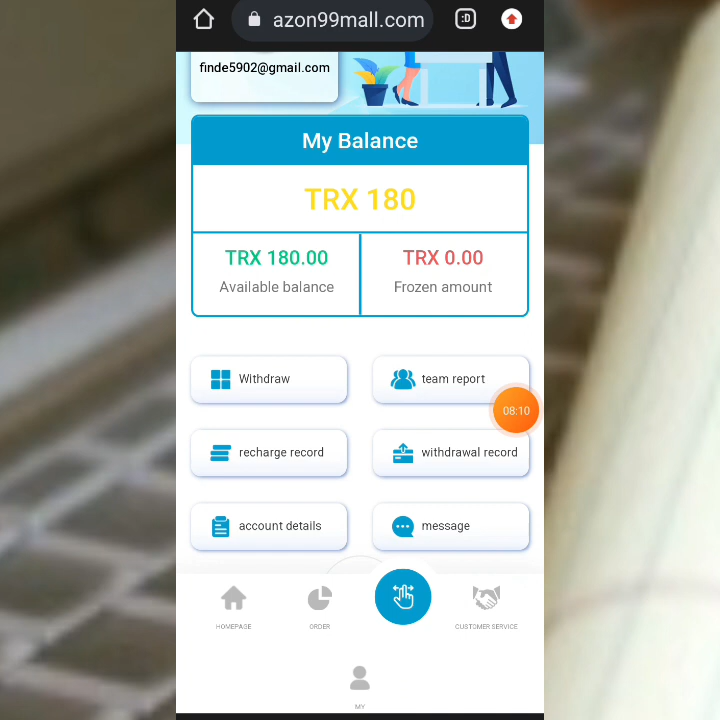 azon99mall.com
:D
finde5902@gmail.com
My Balance
TRX 180
TRX 180.00
TRX 0.00
Available balance
Frozen amount
Withdraw
team report
08:10
recharge record
withdrawal record
account details
message
HOMEPAGE
ORDER
CUSTOMER SERVICE
MY